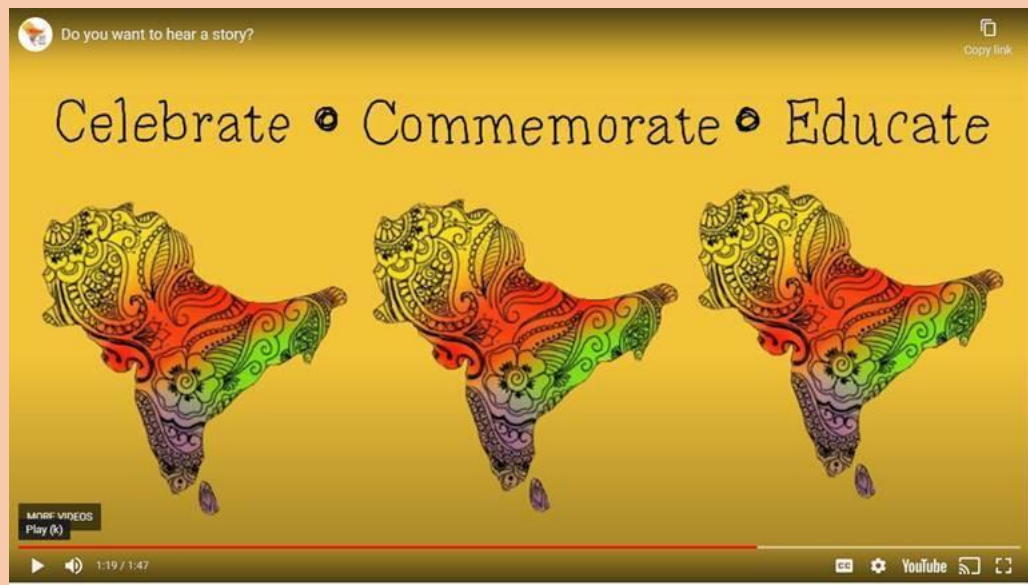 Do you want to hear a story?
Copy link
Celebrate • Commemorate • Educate
MORE VIDEOS
Play (k)
1:19 / 1:47
CC
YouTube